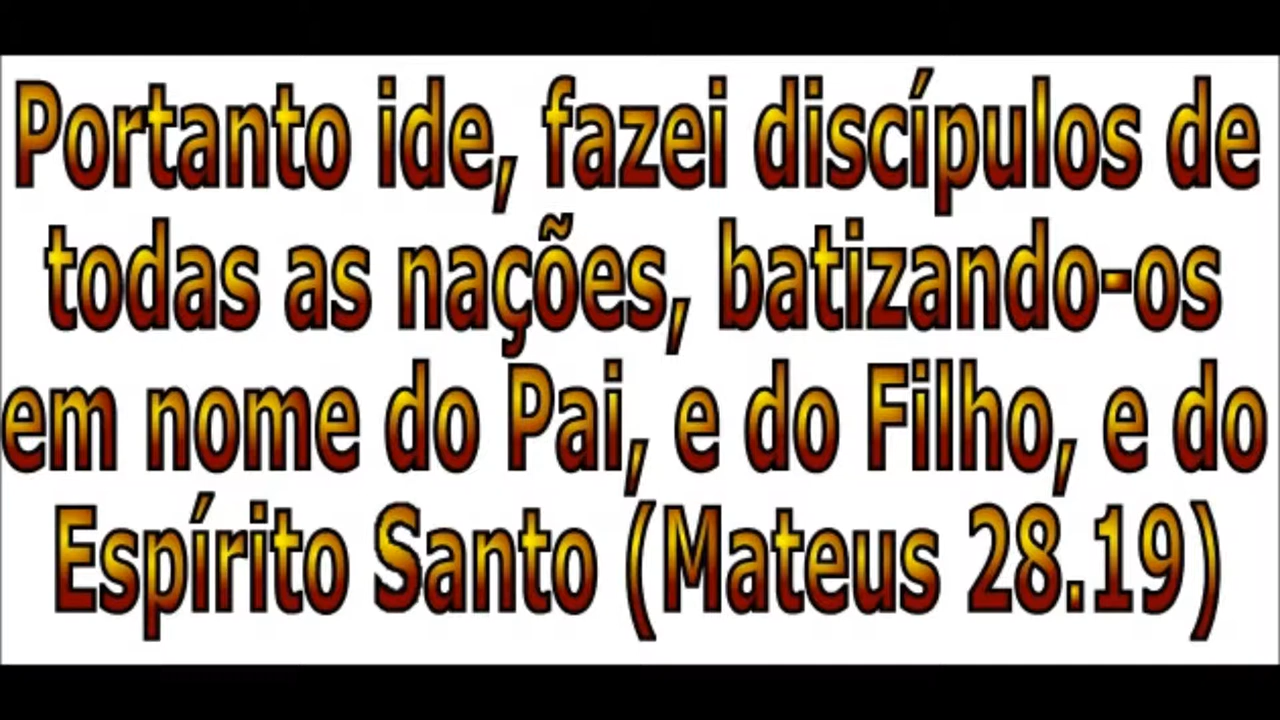 Portanto ide, fazei discípulos de
todas as nações, batizando-os
em nome do Pai, e do Filho, e do
Espírito Santo (Mateus 28.19)